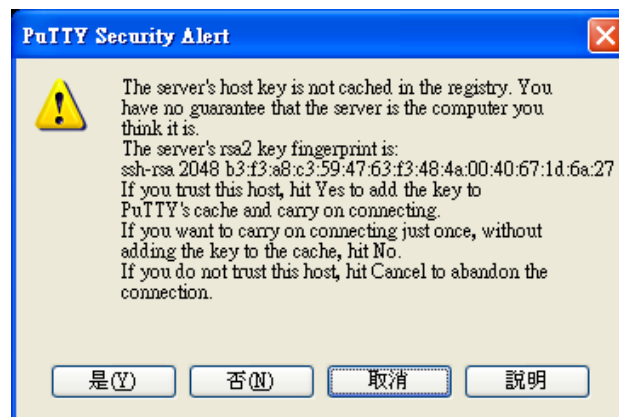 PuTTY Security Alert
The server's host key is not cached in the registry. You
have no guarantee that the server is the computer you
think it is.
The server's rsa2 key fingerprint is:
ssh-rsa 2048 b3:f3:a8:c3:59:47:63:f3:48:4a:00:40:67:1d:6a:27
If you trust this host, hit Yes to add the key to
PuTTY's cache and carry on connecting.
If you want to carry on connecting just once, without
adding the key to the cache, hit No.
If you do not trust this host, hit Cancel to abandon the
connection.
是(Y) 否(N) 取消 說明